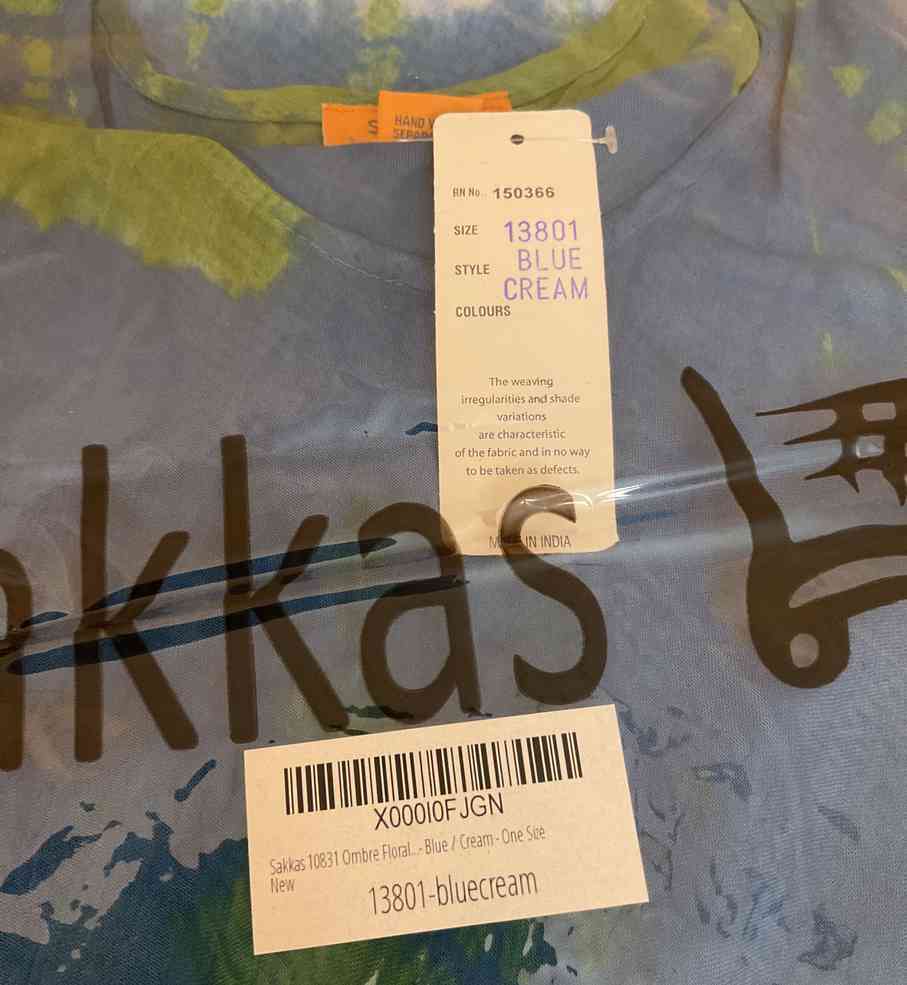 S
HAND
RN No.. 150366
SIZE 13801
STYLE BLUE
CREAM
COLOURS
The weaving
irregularities and shade
variations
are characteristic
of the fabric and in no way
to be taken as defects.
IN INDIA
akkas
X000I0FJGN
Sakkas 10831 Ombre Floral...- Blue / Cream - One Size
New
13801-bluecream